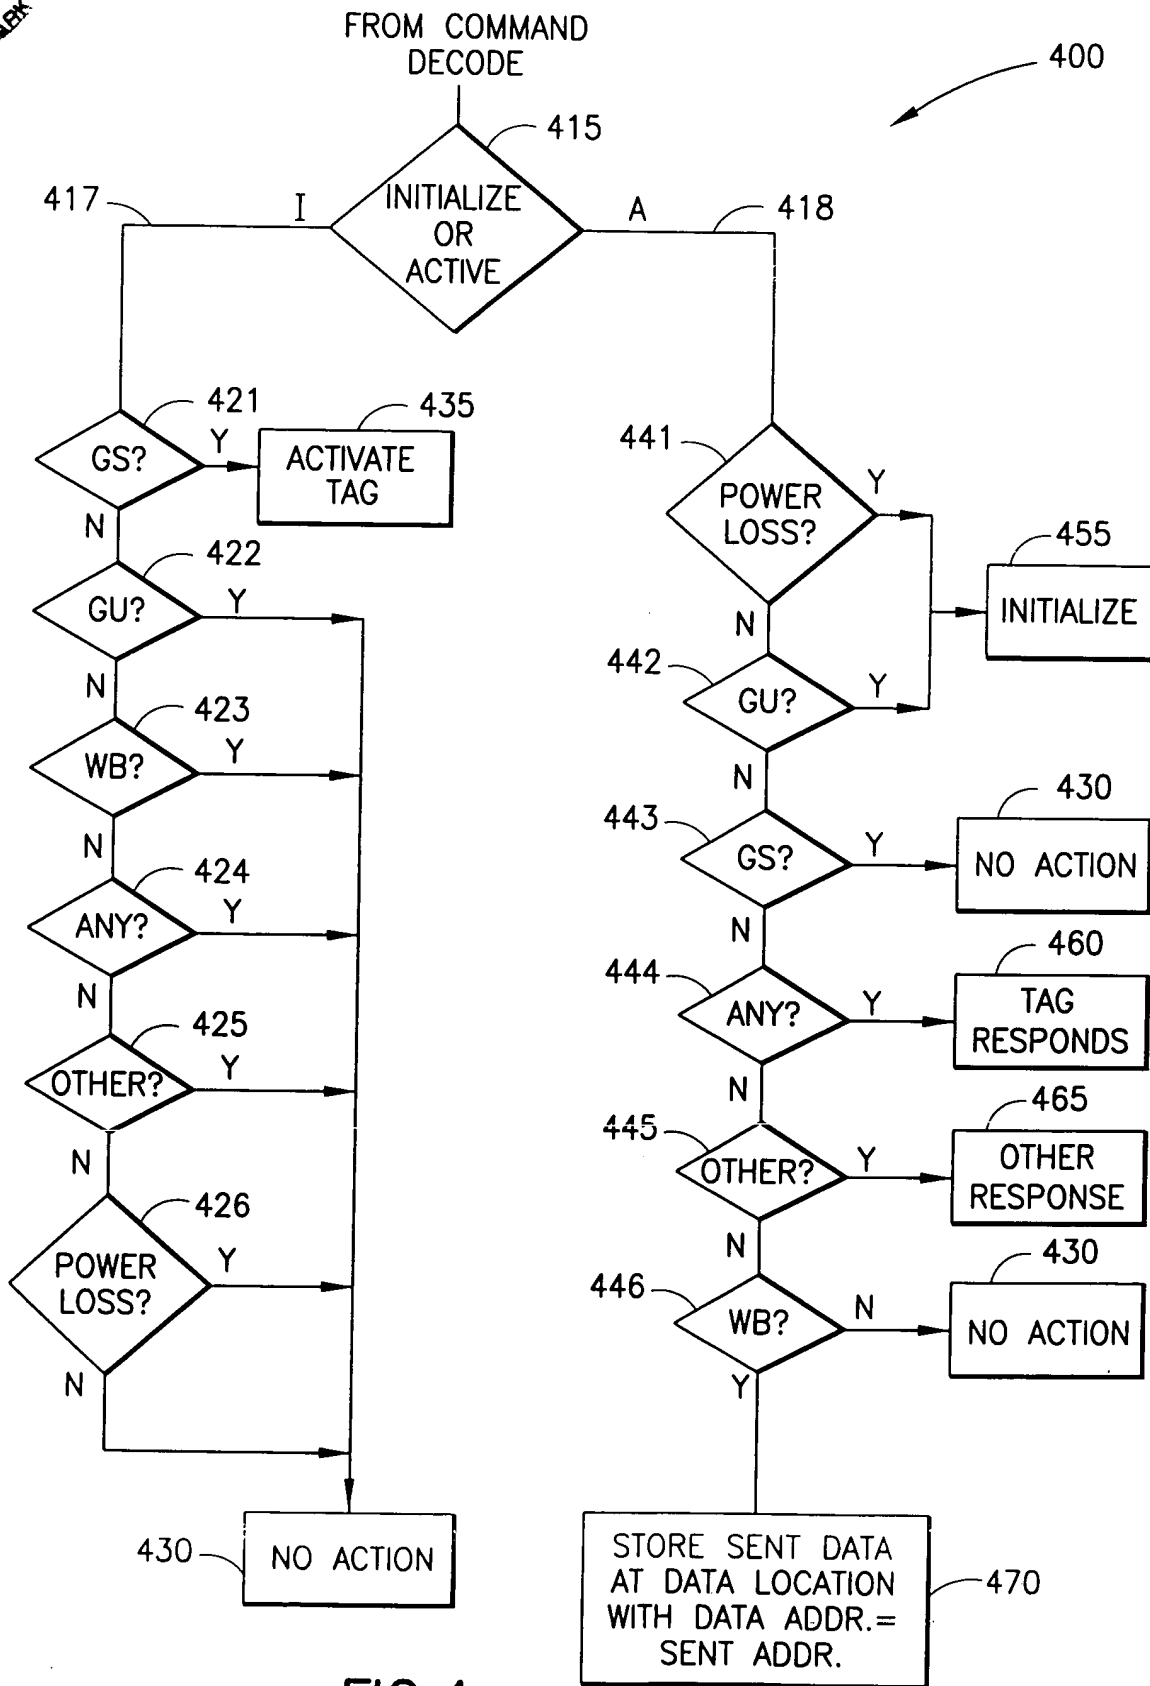 FROM COMMAND
DECODE
400
415
INITIALIZE
OR
ACTIVE
417
I
A
418
421
GS?
Y
435
ACTIVATE
TAG
N
422
GU?
Y
N
423
WB?
Y
N
424
ANY?
Y
N
425
OTHER?
Y
N
426
POWER
LOSS?
Y
N
430
NO ACTION
441
POWER
LOSS?
Y
455
INITIALIZE
N
442
GU?
Y
N
443
GS?
Y
430
NO ACTION
N
444
ANY?
Y
460
TAG
RESPONDS
N
445
OTHER?
Y
465
OTHER
RESPONSE
N
446
WB?
N
430
NO ACTION
Y
STORE SENT DATA
AT DATA LOCATION
WITH DATA ADDR.=
SENT ADDR.
470